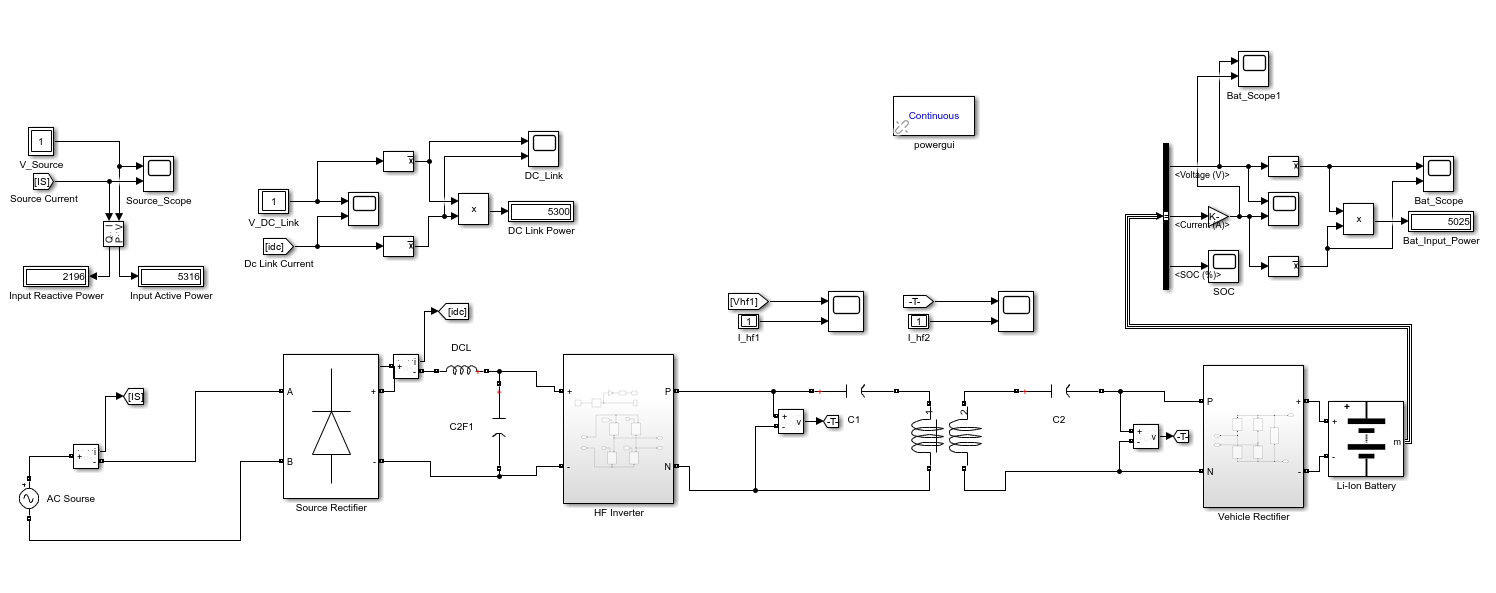 Bat_Scope1
Continuous
powergui
1
V_Source
[IS]
Source Current
Source_Scope
DC_Link
1
V_DC_Link
[idc]
Dc Link Current
x
x
x
5300
DC Link Power
<Voltage (V)>
<Current (A)>
<SOC (%)>
K-
SOC
x
x
x
Bat_Scope
5025
Bat_Input_Power
I
V
Q
P
2196
Input Reactive Power
5316
Input Active Power
[Vhf1]
1
I_hf1
-T-
1
I_hf2
[idc]
DCL
i
+
-
C2F1
[IS]
i
+
-
AC Sourse
A
B
+
-
Source Rectifier
+
-
P
N
HF Inverter
+
-
v
-T-
C1
1
2
C2
+
-
v
-T-
P
N
+
-
Vehicle Rectifier
+
-
+
m
Li-Ion Battery